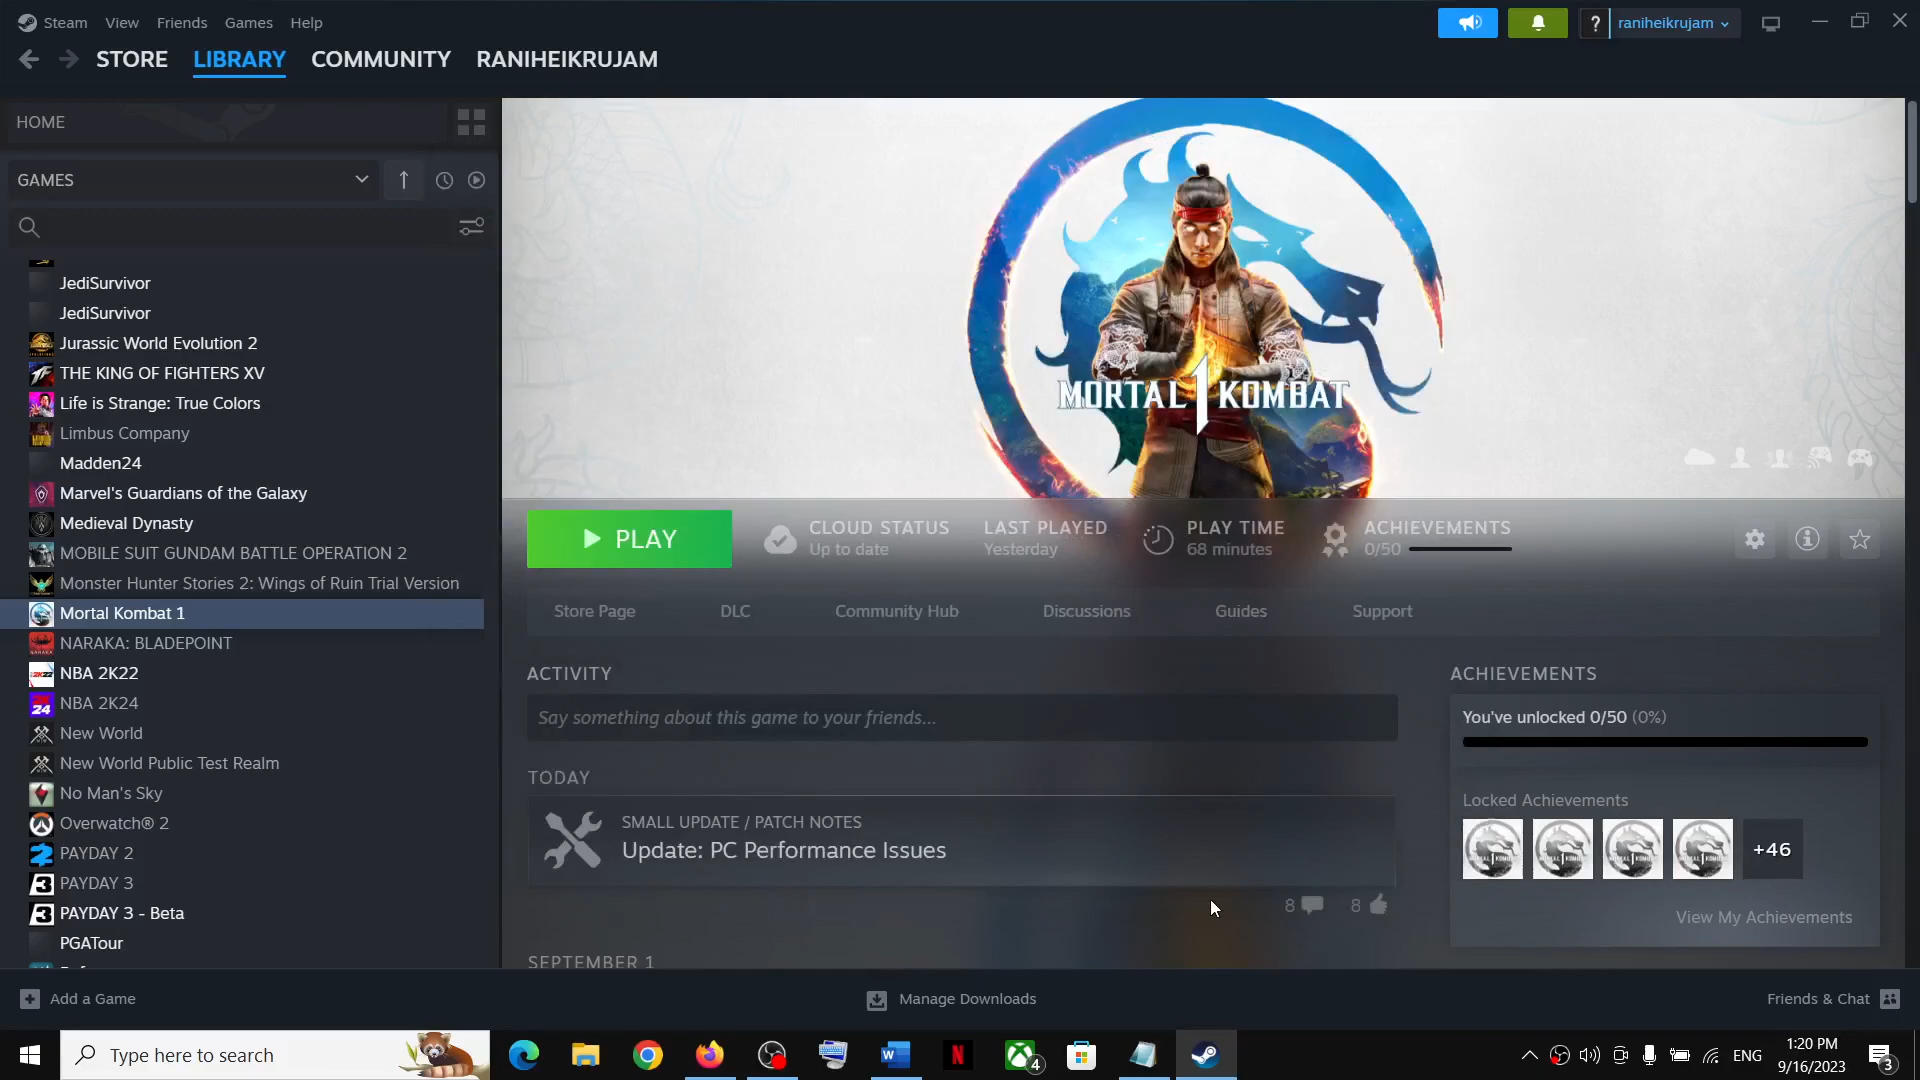 Steam View Friends Games Help
? raniheikrujam
STORE LIBRARY COMMUNITY RANIHEIKRUJAM
HOME
GAMES
JediSurvivor
JediSurvivor
Jurassic World Evolution 2
THE KING OF FIGHTERS XV
Life is Strange: True Colors
Limbus Company
Madden24
Marvel's Guardians of the Galaxy
Medieval Dynasty
MOBILE SUIT GUNDAM BATTLE OPERATION 2
Monster Hunter Stories 2: Wings of Ruin Trial Version
Mortal Kombat 1
NARAKA: BLADEPOINT
NBA 2K22
NBA 2K24
New World
New World Public Test Realm
No Man's Sky
Overwatch® 2
PAYDAY 2
PAYDAY 3
PAYDAY 3 - Beta
PGATour
MORTAL 1 KOMBAT
PLAY
CLOUD STATUS
Up to date
LAST PLAYED
Yesterday
PLAY TIME
68 minutes
ACHIEVEMENTS
0/50
Store Page DLC Community Hub Discussions Guides Support
ACTIVITY
Say something about this game to your friends...
TODAY
SMALL UPDATE / PATCH NOTES
Update: PC Performance Issues
8 8
SEPTEMBER 1
ACHIEVEMENTS
You've unlocked 0/50 (0%)
Locked Achievements
+46
View My Achievements
Add a Game
Manage Downloads
Friends & Chat
Type here to search
4
ENG
1:20 PM
9/16/2023
3